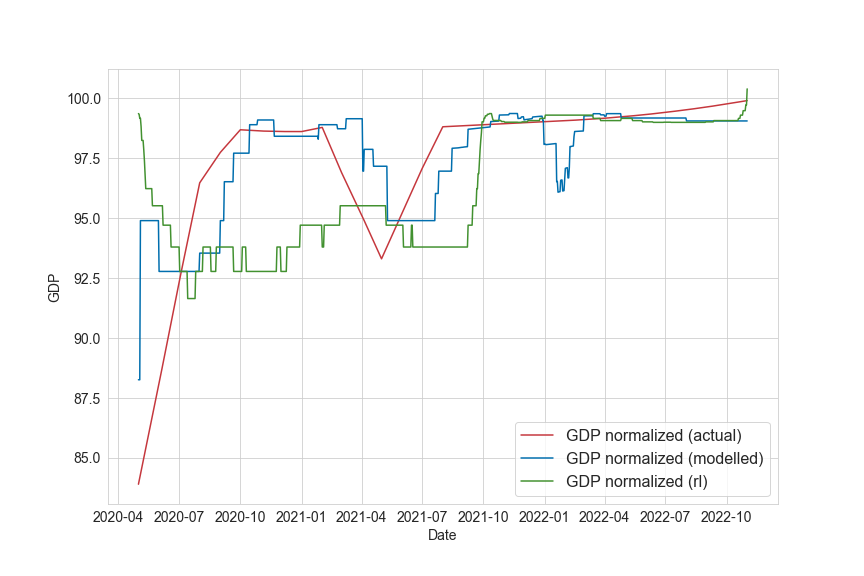 100.0
97.5
95.0
92.5
90.0
87.5
85.0
GDP
GDP normalized (actual)
GDP normalized (modelled)
GDP normalized (rl)
2020-04 2020-07 2020-10 2021-01 2021-04 2021-07 2021-10 2022-01 2022-04 2022-07 2022-10
Date